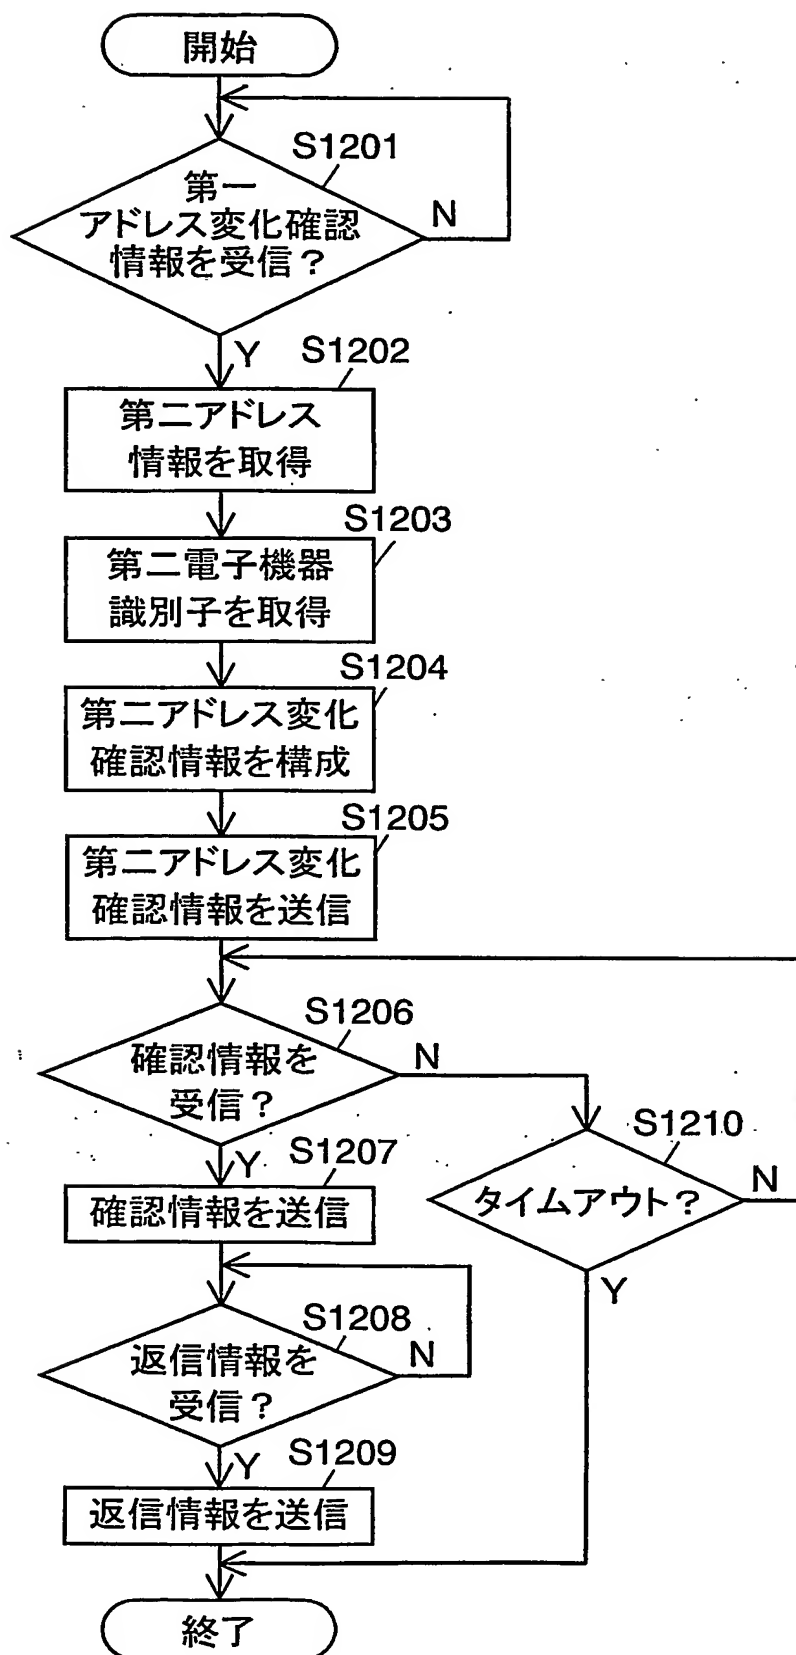 開始
S1201
第一
アドレス変化確認
情報を受信？
N
Y
S1202
第二アドレス
情報を取得
S1203
第二電子機器
識別子を取得
S1204
第二アドレス変化
確認情報を構成
S1205
第二アドレス変化
確認情報を送信
S1206
確認情報を
受信？
N
Y
S1210
タイムアウト？
N
Y
S1207
確認情報を送信
S1208
返信情報を
受信？
N
Y
S1209
返信情報を送信
終了